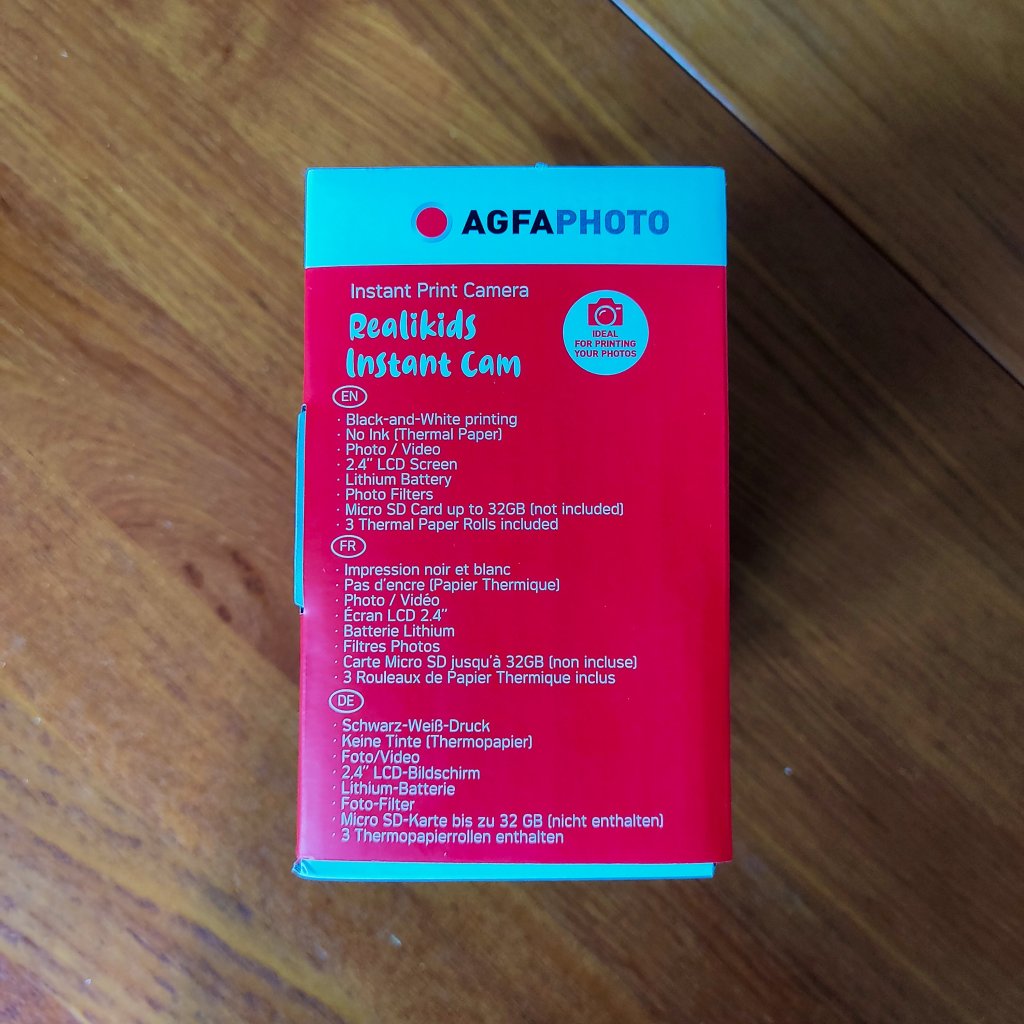 AGFAPHOTO
Instant Print Camera
Realikids
Instant Cam
IDEAL
FOR PRINTING
YOUR PHOTOS
EN
· Black-and-White printing
· No Ink (Thermal Paper)
· Photo / Video
· 2.4" LCD Screen
· Lithium Battery
· Photo Filters
· Micro SD Card up to 32GB (not included)
· 3 Thermal Paper Rolls included
FR
· Impression noir et blanc
· Pas d'encre (Papier Thermique)
· Photo / Vidéo
· Écran LCD 2.4"
· Batterie Lithium
· Filtres Photos
· Carte Micro SD jusqu'à 32GB (non incluse)
· 3 Rouleaux de Papier Thermique inclus
DE
· Schwarz-Weiß-Druck
· Keine Tinte (Thermopapier)
· Foto/Video
· 2,4" LCD-Bildschirm
· Lithium-Batterie
· Foto-Filter
· Micro SD-Karte bis zu 32 GB (nicht enthalten)
· 3 Thermopapierrollen enthalten